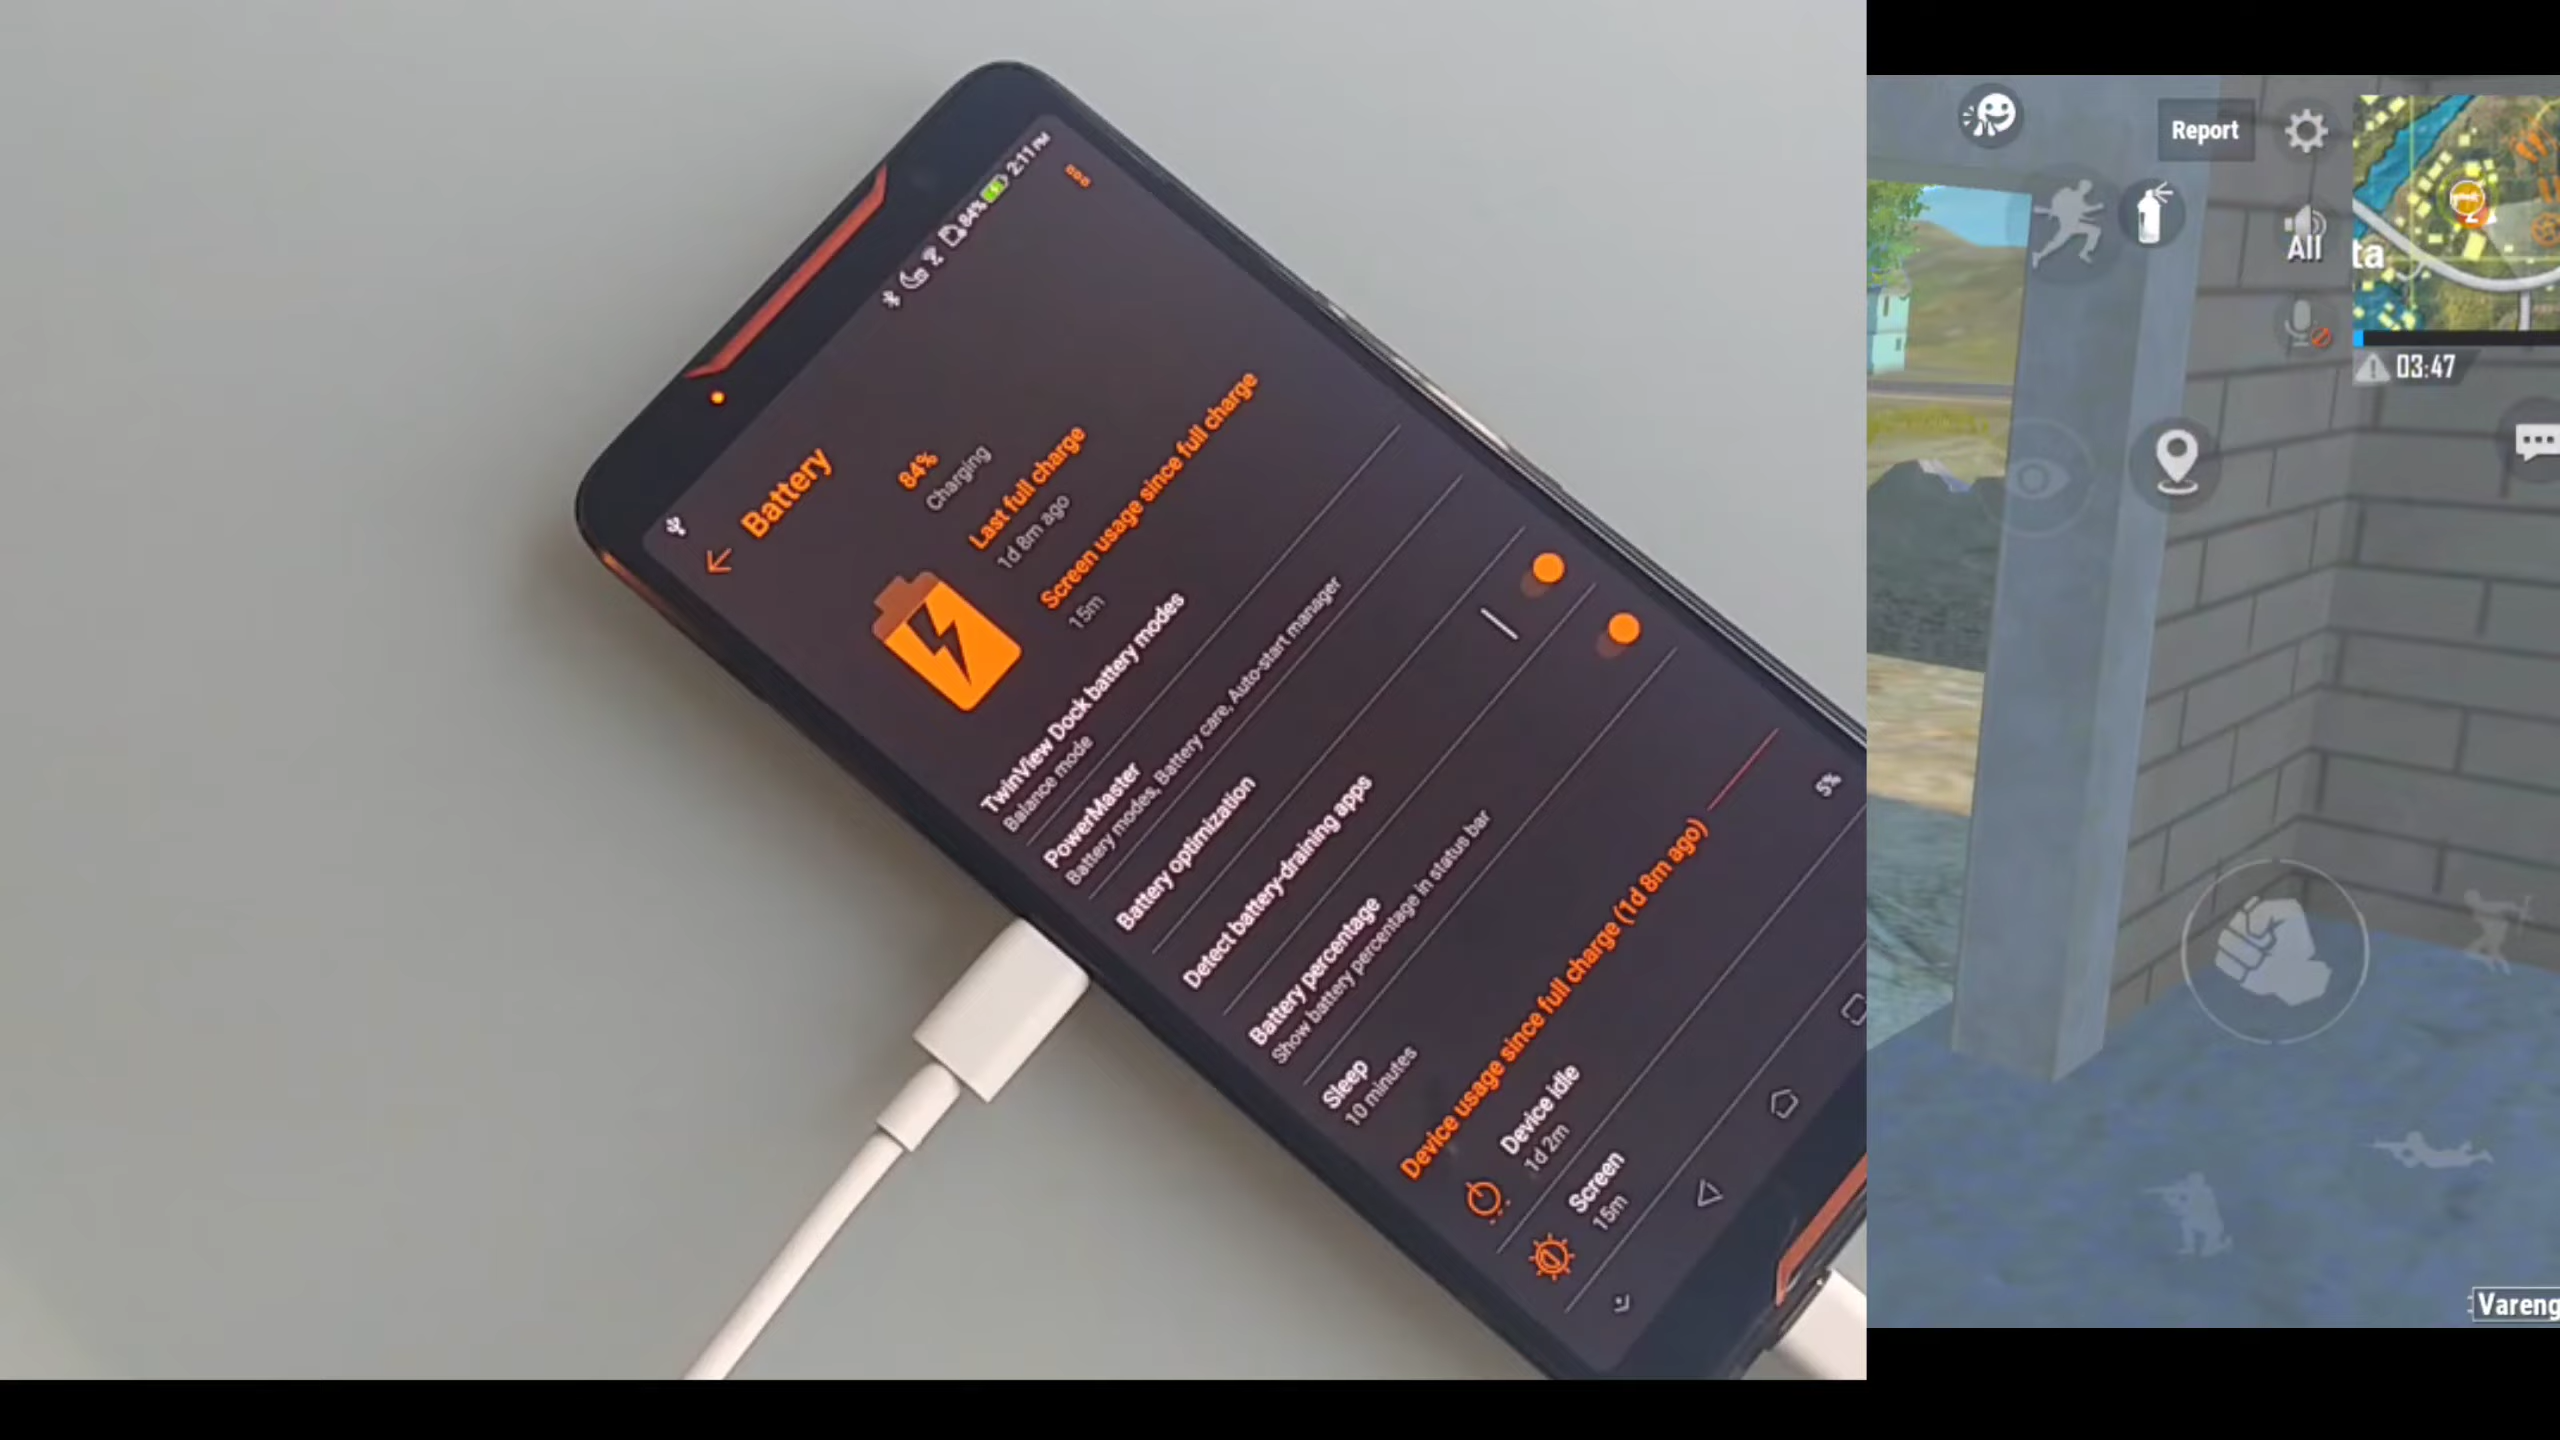 84% 2:11 PM
Battery
84%
Charging
Last full charge
1d 8m ago
Screen usage since full charge
15m
TwinView Dock battery modes
Balance mode
PowerMaster
Battery modes, Battery care, Auto-start manager
Battery optimization
Detect battery-draining apps
Battery percentage
Show battery percentage in status bar
Sleep
10 minutes
Device usage since full charge (1d 8m ago)
Device idle
1d 2m
5%
Screen
15m
Report
All
ta
03:47
Vareng